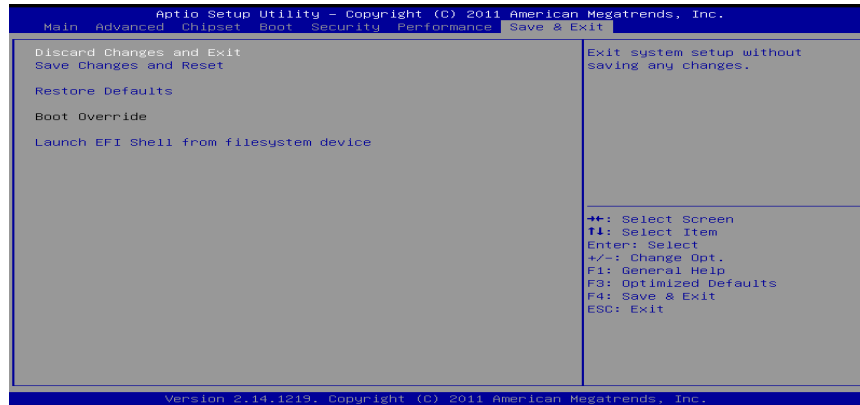 Aptio Setup Utility – Copyright (C) 2011 American Megatrends, Inc.
Main Advanced Chipset Boot Security Performance Save & Exit
Discard Changes and Exit
Save Changes and Reset
Restore Defaults
Boot Override
Launch EFI Shell from filesystem device
Exit system setup without
saving any changes.
→←: Select Screen
↑↓: Select Item
Enter: Select
+/-: Change Opt.
F1: General Help
F3: Optimized Defaults
F4: Save & Exit
ESC: Exit
Version 2.14.1219. Copyright (C) 2011 American Megatrends, Inc.